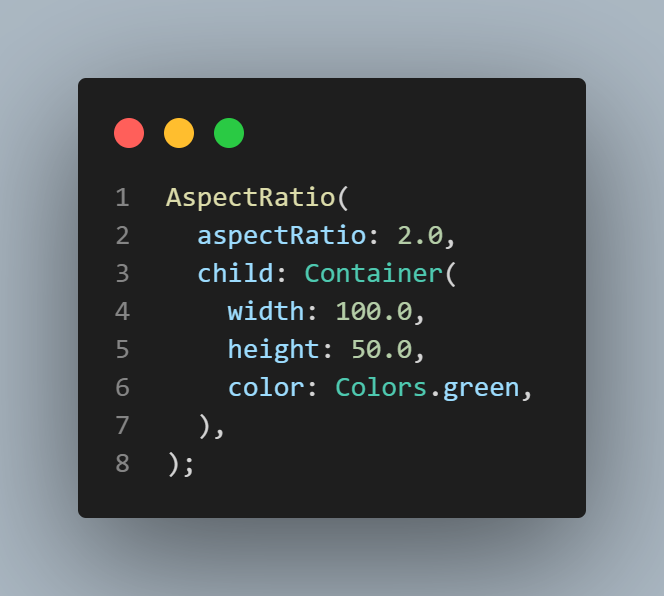 1 AspectRatio(
2   aspectRatio: 2.0,
3   child: Container(
4     width: 100.0,
5     height: 50.0,
6     color: Colors.green,
7   ),
8 );